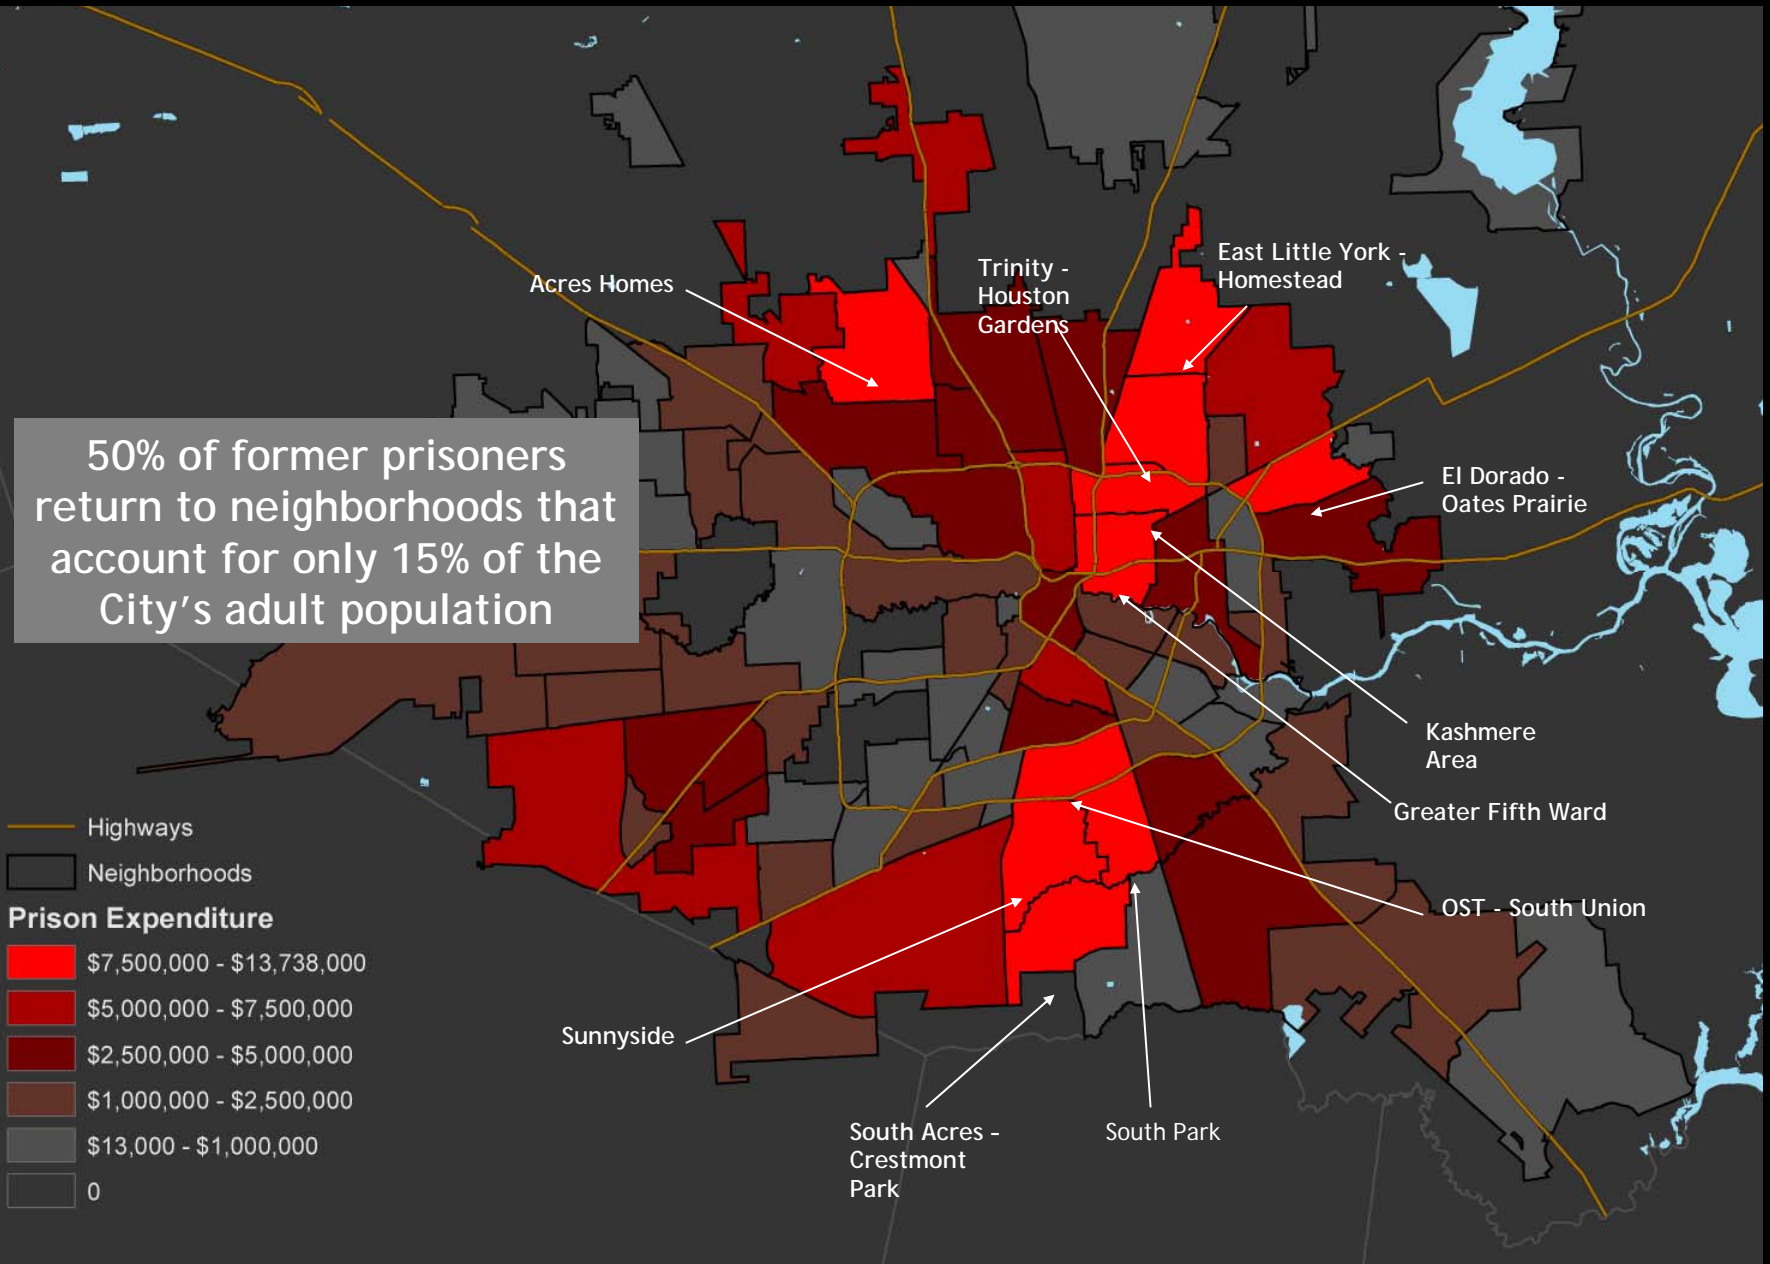 Acres Homes
Trinity -
Houston
Gardens
East Little York -
Homestead
50% of former prisoners
return to neighborhoods that
account for only 15% of the
City’s adult population
El Dorado -
Oates Prairie
Kashmere
Area
Greater Fifth Ward
OST - South Union
Sunnyside
South Acres –
Crestmont
Park
South Park
Highways
Neighborhoods
Prison Expenditure
$7,500,000 - $13,738,000
$5,000,000 - $7,500,000
$2,500,000 - $5,000,000
$1,000,000 - $2,500,000
$13,000 - $1,000,000
0